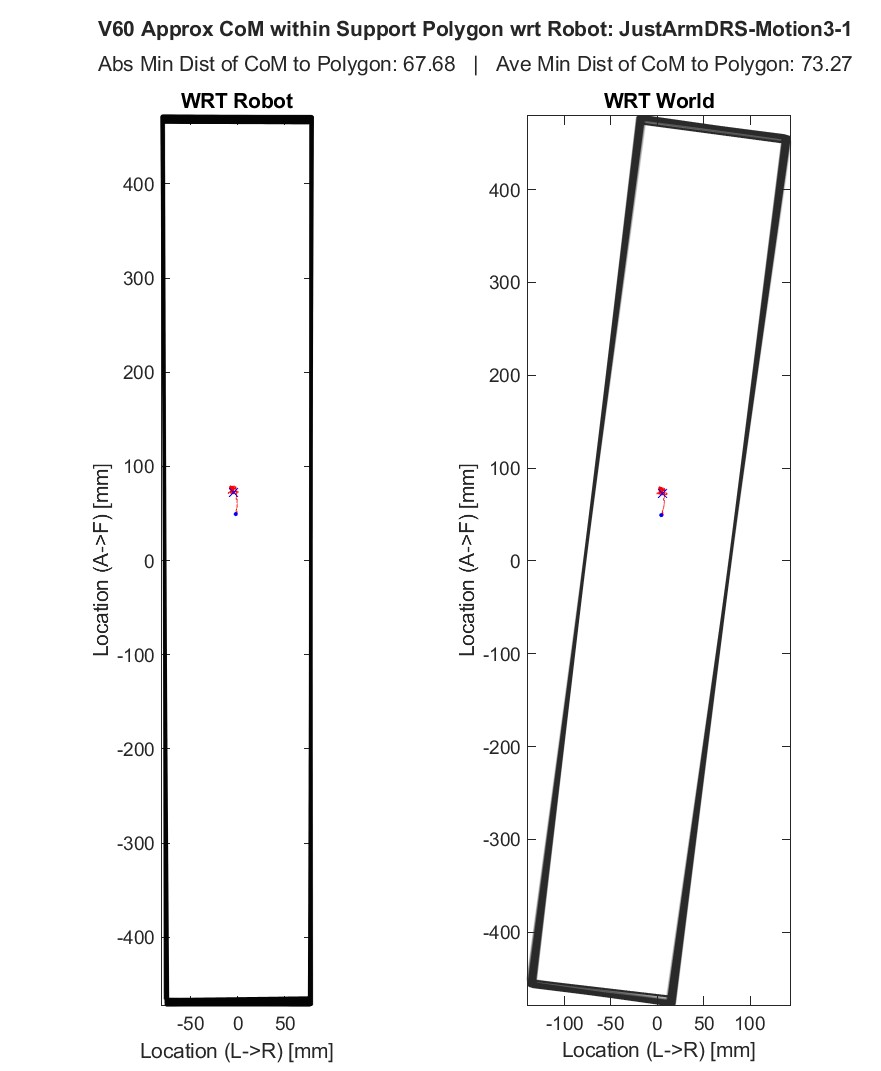 V60 Approx CoM within Support Polygon wrt Robot: JustArmDRS-Motion3-1
Abs Min Dist of CoM to Polygon: 67.68 | Ave Min Dist of CoM to Polygon: 73.27
WRT Robot
400
300
200
100
0
-100
-200
-300
-400
Location (A->F) [mm]
-50 0 50
Location (L->R) [mm]
WRT World
400
300
200
100
0
-100
-200
-300
-400
Location (A->F) [mm]
-100 -50 0 50 100
Location (L->R) [mm]